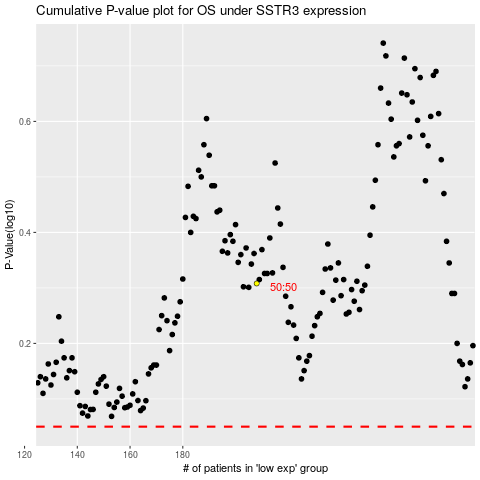 Cumulative P-value plot for OS under SSTR3 expression
P-Value(log10)
0.6
0.4
0.2
50:50
120 140 160 180
# of patients in 'low exp' group